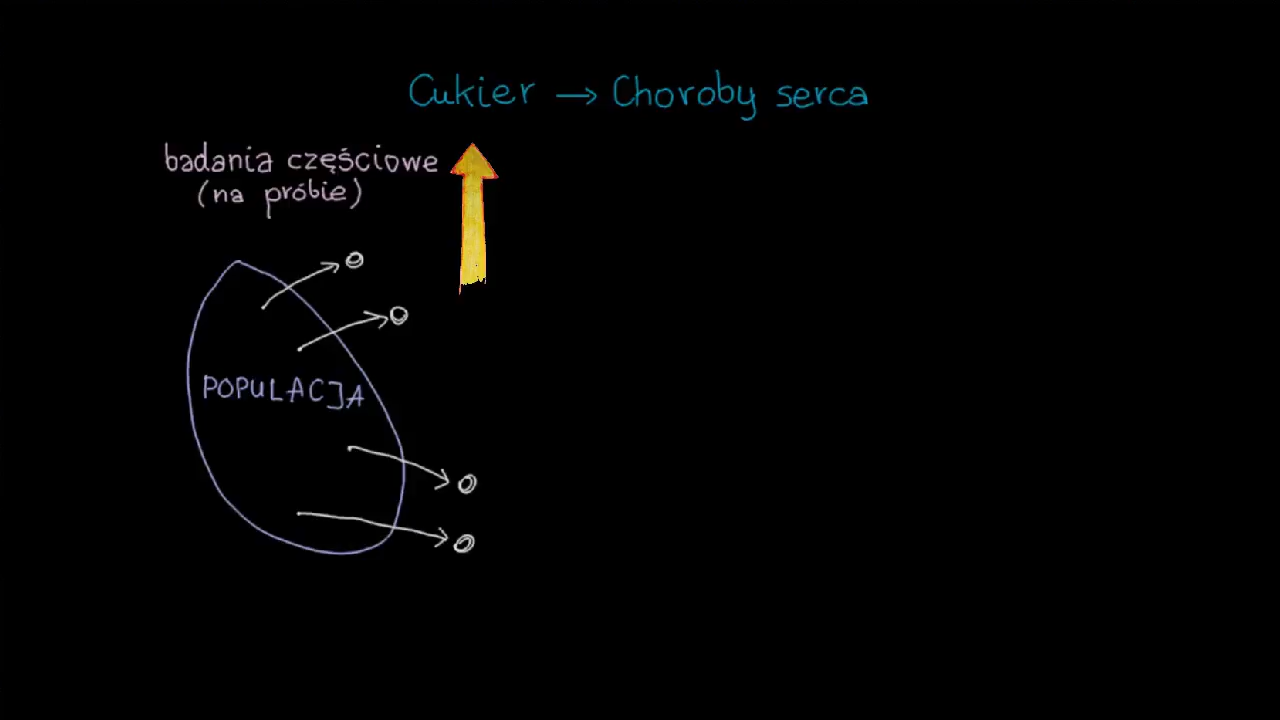 Cukier → Choroby serca
badania częściowe
(na próbie)
POPULACJA